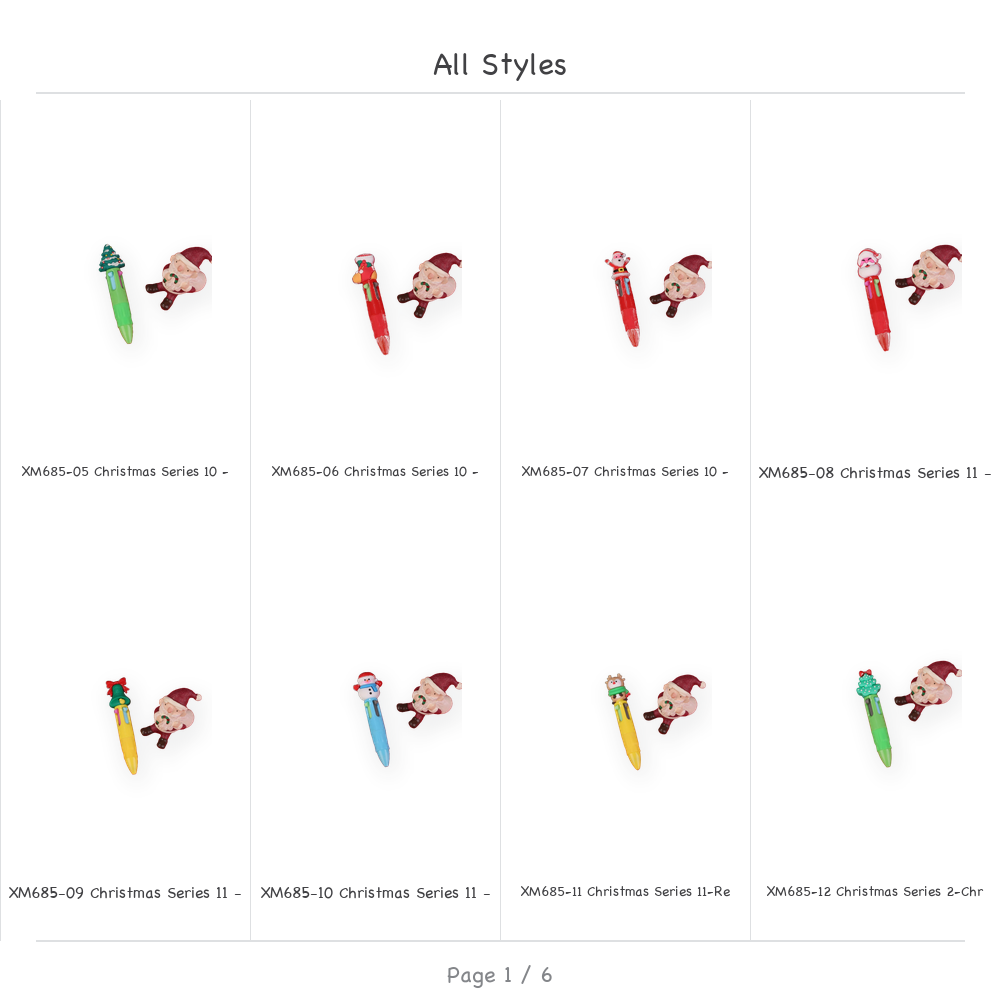 All Styles
XM685-05 Christmas Series 10 -
XM685-06 Christmas Series 10 -
XM685-07 Christmas Series 10 -
XM685-08 Christmas Series 11 -
XM685-09 Christmas Series 11 -
XM685-10 Christmas Series 11 -
XM685-11 Christmas Series 11-Re
XM685-12 Christmas Series 2-Chr
Page 1 / 6